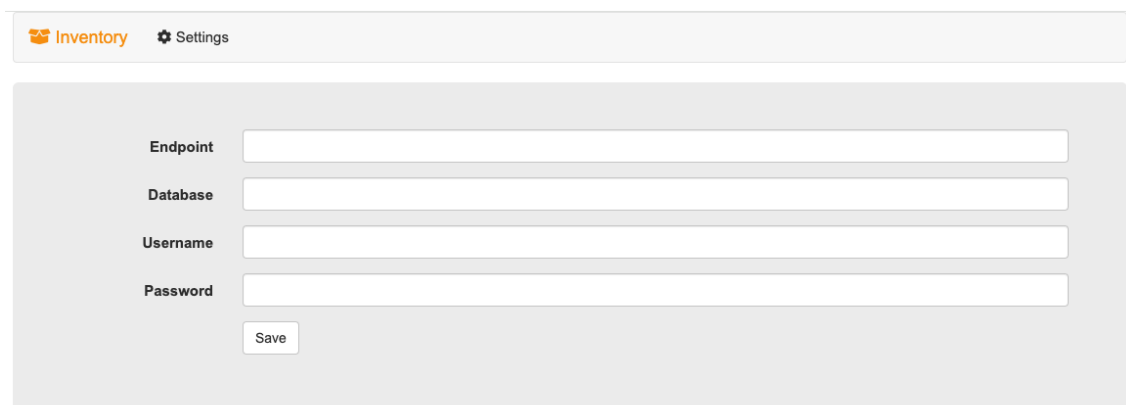 Inventory Settings
Endpoint
Database
Username
Password
Save